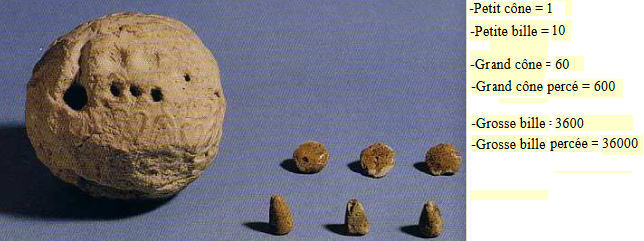 -Petit cône = 1
-Petite bille = 10
-Grand cône = 60
-Grand cône percé = 600
-Grosse bille = 3600
-Grosse bille percée = 36000